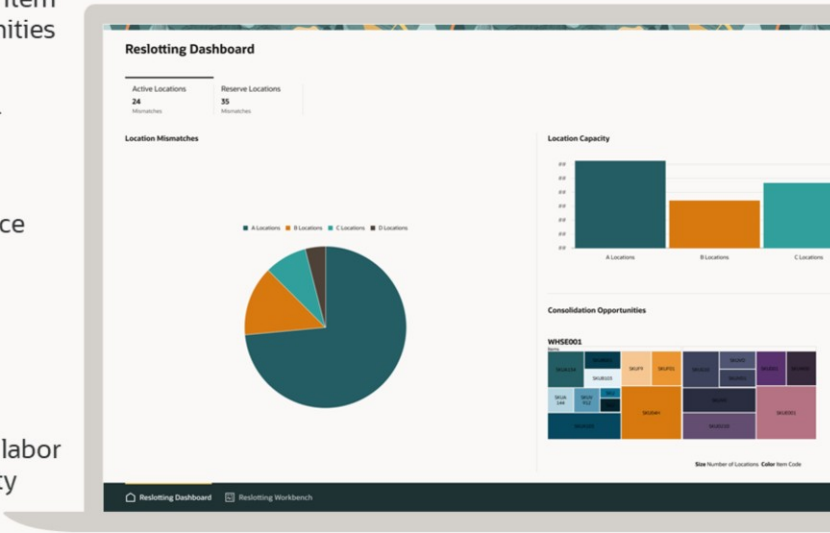 item
nities
ce
labor
ty
Reslotting Dashboard
Active Locations
24
Mismatches
Reserve Locations
35
Mismatches
Location Mismatches
A Locations B Locations C Locations D Locations
Location Capacity
##
##
##
##
##
##
##
A Locations B Locations C Locations
Consolidation Opportunities
WHSE001
Items
SKUFF
Size Number of Locations Color Item Code
Reslotting Dashboard Reslotting Workbench